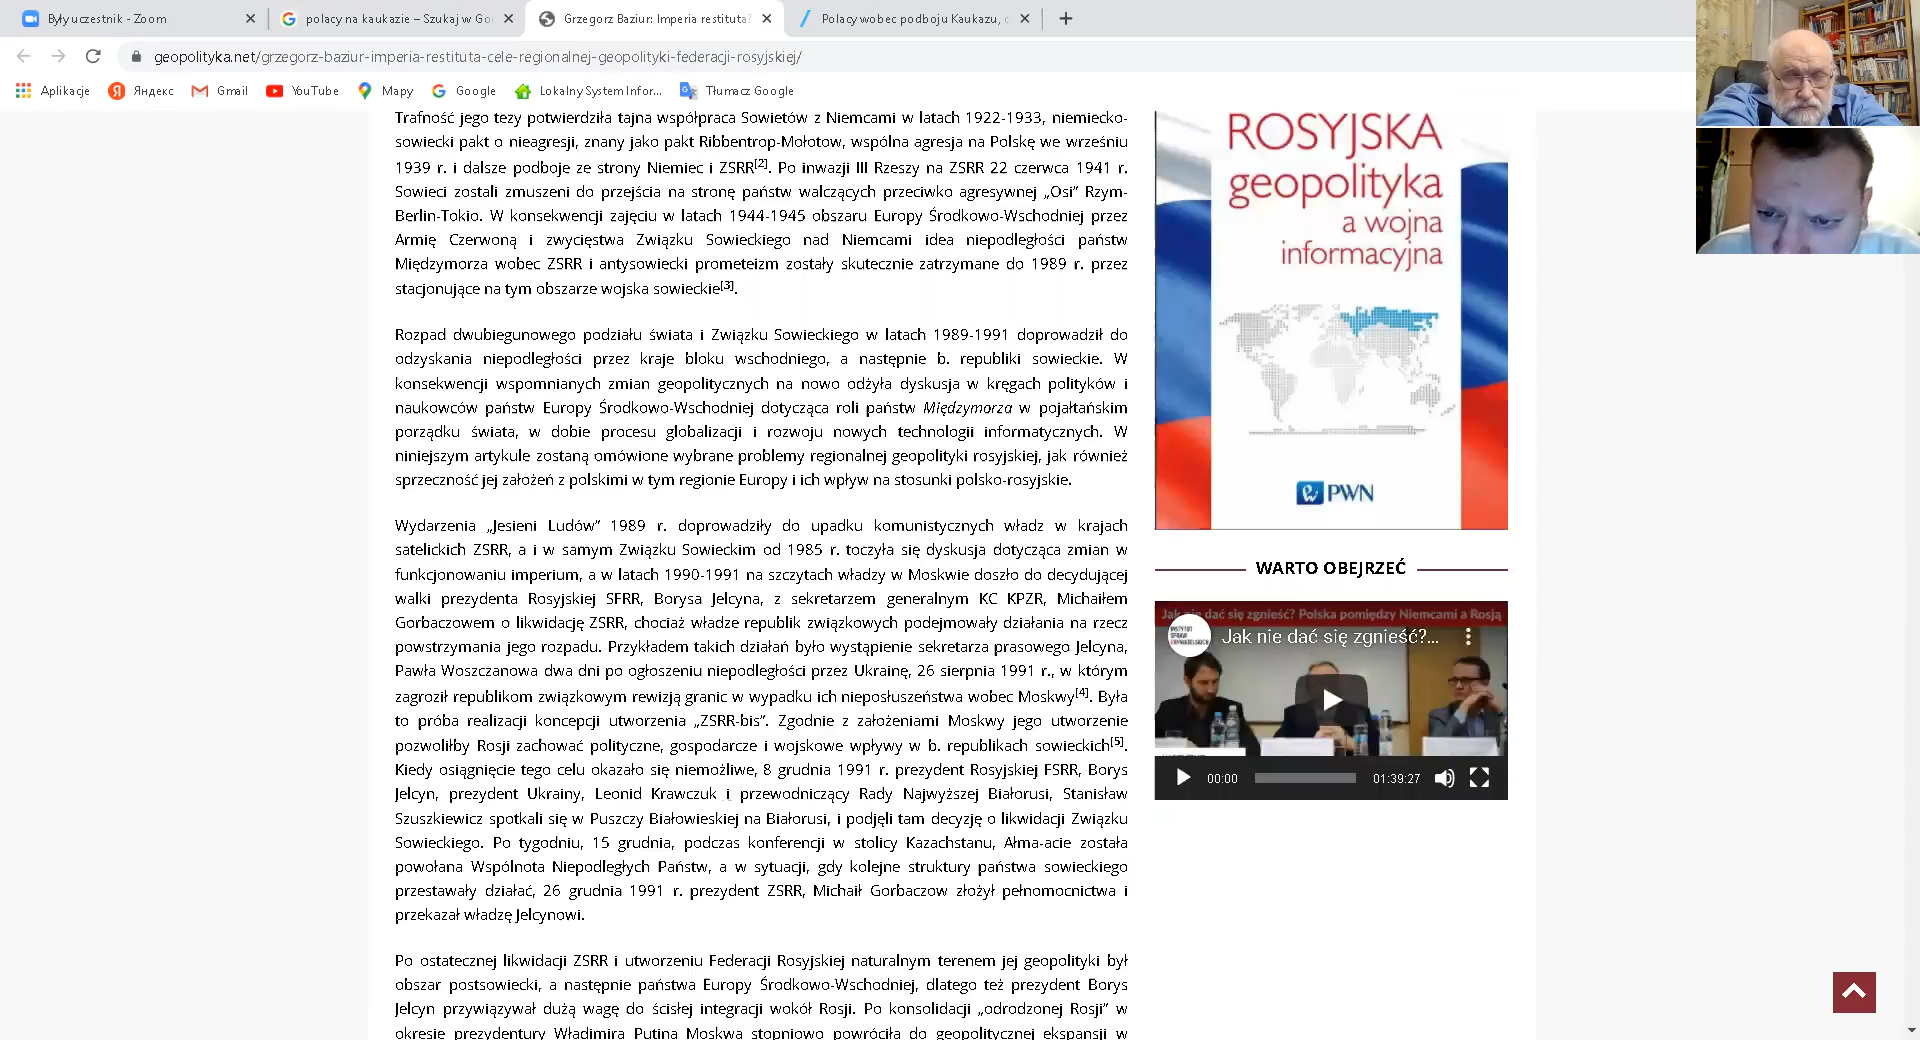 Były uczestnik - Zoom
polacy na kaukazie – Szukaj w Go
Grzegorz Baziur: Imperia restituta?
Polacy wobec podboju Kaukazu, c
geopolityka.net/grzegorz-baziur-imperia-restituta-cele-regionalnej-geopolityki-federacji-rosyjskiej/
Aplikacje
Яндекс
Gmail
YouTube
Mapy
Google
Lokalny System Infor...
Tłumacz Google
Trafność jego tezy potwierdziła tajna współpraca Sowietów z Niemcami w latach 1922-1933, niemiecko-
sowiecki pakt o nieagresji, znany jako pakt Ribbentrop-Mołotow, wspólna agresja na Polskę we wrześniu
1939 r. i dalsze podboje ze strony Niemiec i ZSRR[2]. Po inwazji III Rzeszy na ZSRR 22 czerwca 1941 r.
Sowieci zostali zmuszeni do przejścia na stronę państw walczących przeciwko agresywnej „Osi” Rzym-
Berlin-Tokio. W konsekwencji zajęciu w latach 1944-1945 obszaru Europy Środkowo-Wschodniej przez
Armię Czerwoną i zwycięstwa Związku Sowieckiego nad Niemcami idea niepodległości państw
Międzymorza wobec ZSRR i antysowiecki prometeizm zostały skutecznie zatrzymane do 1989 r. przez
stacjonujące na tym obszarze wojska sowieckie[3].
Rozpad dwubiegunowego podziału świata i Związku Sowieckiego w latach 1989-1991 doprowadził do
odzyskania niepodległości przez kraje bloku wschodniego, a następnie b. republiki sowieckie. W
konsekwencji wspomnianych zmian geopolitycznych na nowo odżyła dyskusja w kręgach polityków i
naukowców państw Europy Środkowo-Wschodniej dotycząca roli państw Międzymorza w pojałtańskim
porządku świata, w dobie procesu globalizacji i rozwoju nowych technologii informatycznych. W
niniejszym artykule zostaną omówione wybrane problemy regionalnej geopolityki rosyjskiej, jak również
sprzeczność jej założeń z polskimi w tym regionie Europy i ich wpływ na stosunki polsko-rosyjskie.
Wydarzenia „Jesieni Ludów” 1989 r. doprowadziły do upadku komunistycznych władz w krajach
satelickich ZSRR, a i w samym Związku Sowieckim od 1985 r. toczyła się dyskusja dotycząca zmian w
funkcjonowaniu imperium, a w latach 1990-1991 na szczytach władzy w Moskwie doszło do decydującej
walki prezydenta Rosyjskiej SFRR, Borysa Jelcyna, z sekretarzem generalnym KC KPZR, Michaiłem
Gorbaczowem o likwidację ZSRR, chociaż władze republik związkowych podejmowały działania na rzecz
powstrzymania jego rozpadu. Przykładem takich działań było wystąpienie sekretarza prasowego Jelcyna,
Pawła Woszczanowa dwa dni po ogłoszeniu niepodległości przez Ukrainę, 26 sierpnia 1991 r., w którym
zagroził republikom związkowym rewizją granic w wypadku ich nieposłuszeństwa wobec Moskwy[4]. Była
to próba realizacji koncepcji utworzenia „ZSRR-bis”. Zgodnie z założeniami Moskwy jego utworzenie
pozwoliłby Rosji zachować polityczne, gospodarcze i wojskowe wpływy w b. republikach sowieckich[5].
Kiedy osiągnięcie tego celu okazało się niemożliwe, 8 grudnia 1991 r. prezydent Rosyjskiej FSRR, Borys
Jelcyn, prezydent Ukrainy, Leonid Krawczuk i przewodniczący Rady Najwyższej Białorusi, Stanisław
Szuszkiewicz spotkali się w Puszczy Białowieskiej na Białorusi, i podjęli tam decyzję o likwidacji Związku
Sowieckiego. Po tygodniu, 15 grudnia, podczas konferencji w stolicy Kazachstanu, Ałma-acie została
powołana Wspólnota Niepodległych Państw, a w sytuacji, gdy kolejne struktury państwa sowieckiego
przestawały działać, 26 grudnia 1991 r. prezydent ZSRR, Michaił Gorbaczow złożył pełnomocnictwa i
przekazał władzę Jelcynowi.
Po ostatecznej likwidacji ZSRR i utworzeniu Federacji Rosyjskiej naturalnym terenem jej geopolityki był
obszar postsowiecki, a następnie państwa Europy Środkowo-Wschodniej, dlatego też prezydent Borys
Jelcyn przywiązywał dużą wagę do ścisłej integracji wokół Rosji. Po konsolidacji „odrodzonej Rosji” w
okresie prezydentury Władimira Putina Moskwa stopniowo powróciła do geopolitycznej ekspansji w
ROSYJSKA
geopolityka
a wojna
informacyjna
PWN
WARTO OBEJRZEĆ
Jak nie dać się zgnieść? Polska pomiędzy Niemcami a Rosją
INSTYTUT
SPRAW
OBYWATELSKICH
Jak nie dać się zgnieść?...
00:00
01:39:27